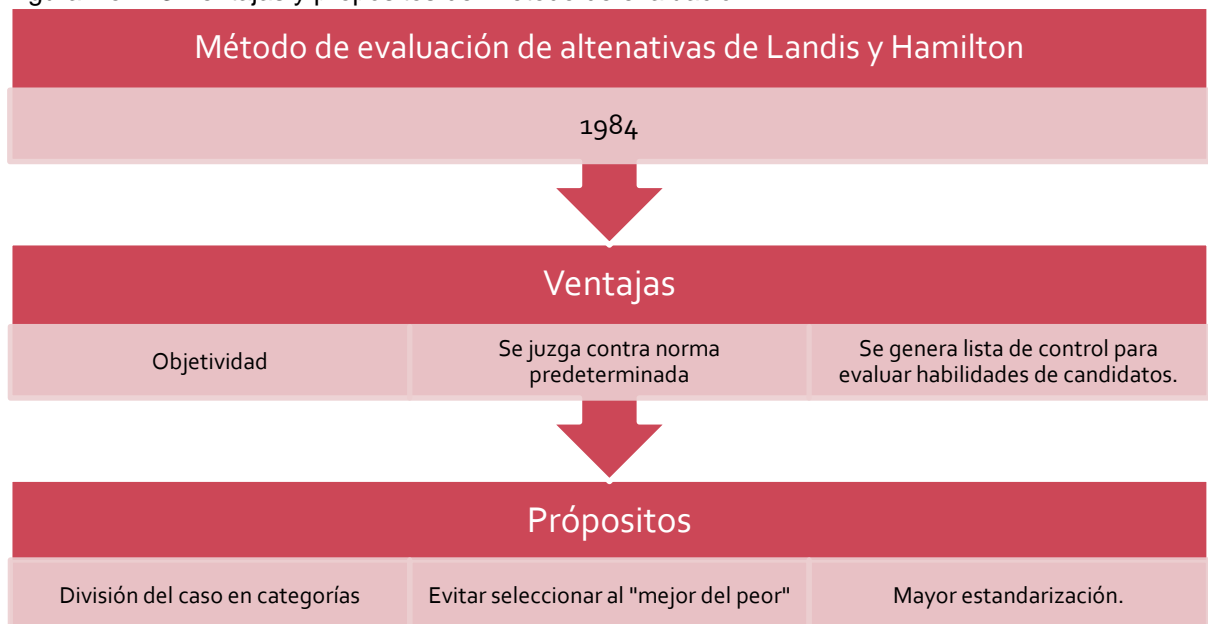 Método de evaluación de altenativas de Landis y Hamilton
1984
Ventajas
Objetividad
Se juzga contra norma
predeterminada
Se genera lista de control para
evaluar habilidades de candidatos.
Própositos
División del caso en categorías
Evitar seleccionar al "mejor del peor"
Mayor estandarización.